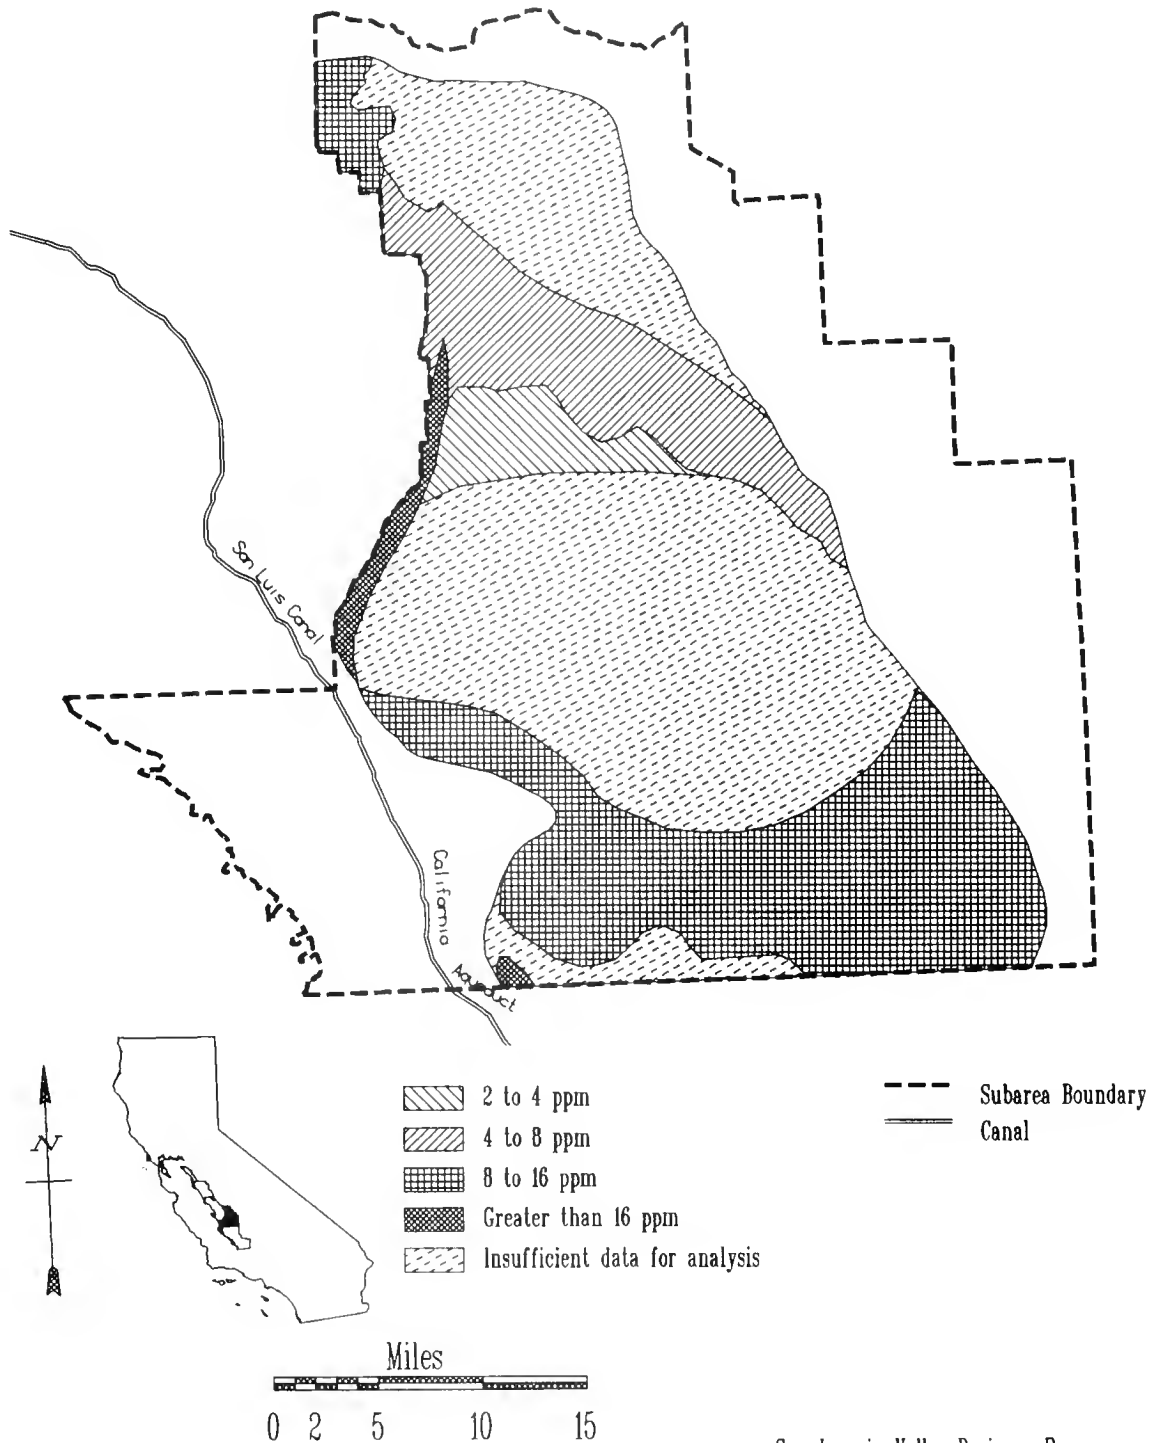 San Luis Canal
California
Aqueduct
N
2 to 4 ppm
4 to 8 ppm
8 to 16 ppm
Greater than 16 ppm
Insufficient data for analysis
Subarea Boundary
Canal
Miles
0 2 5 10 15